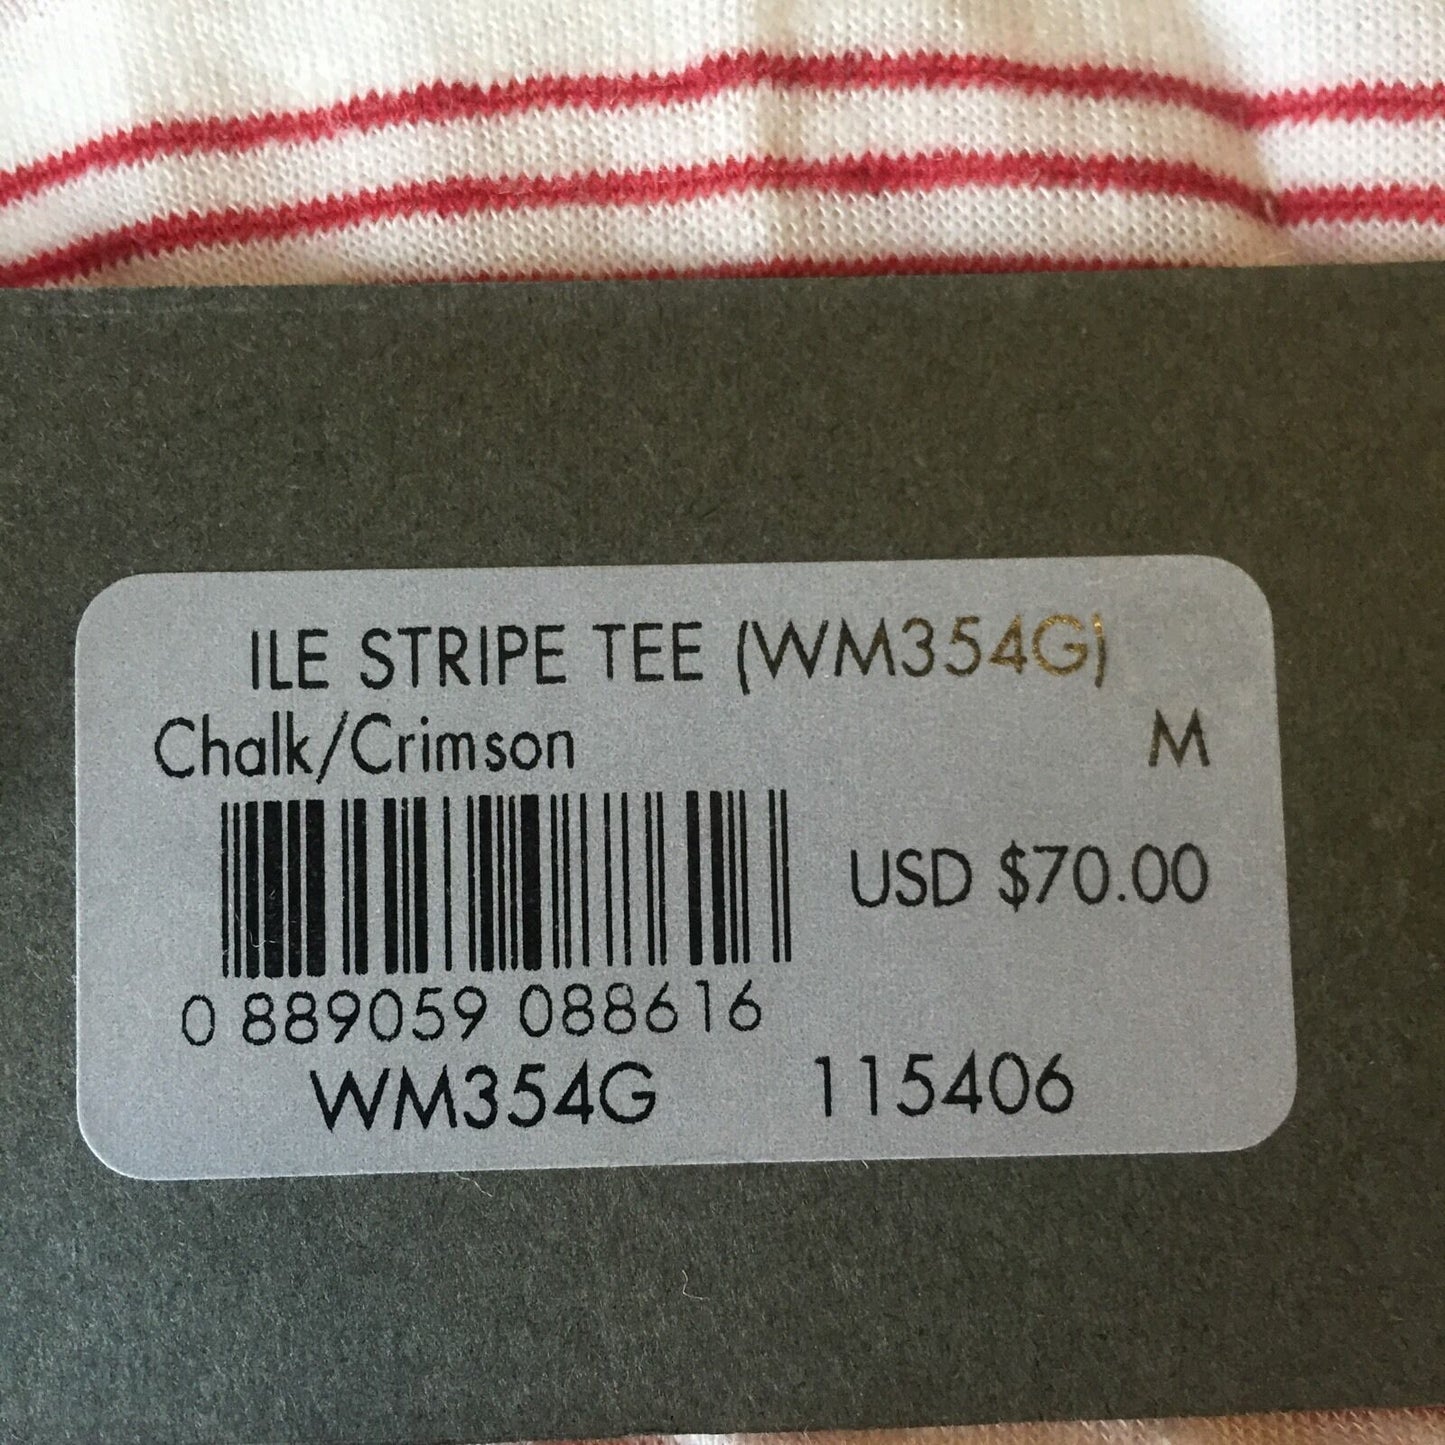 ILE STRIPE TEE (WM354G)
Chalk/Crimson M
USD $70.00
0 889059 088616
WM354G 115406